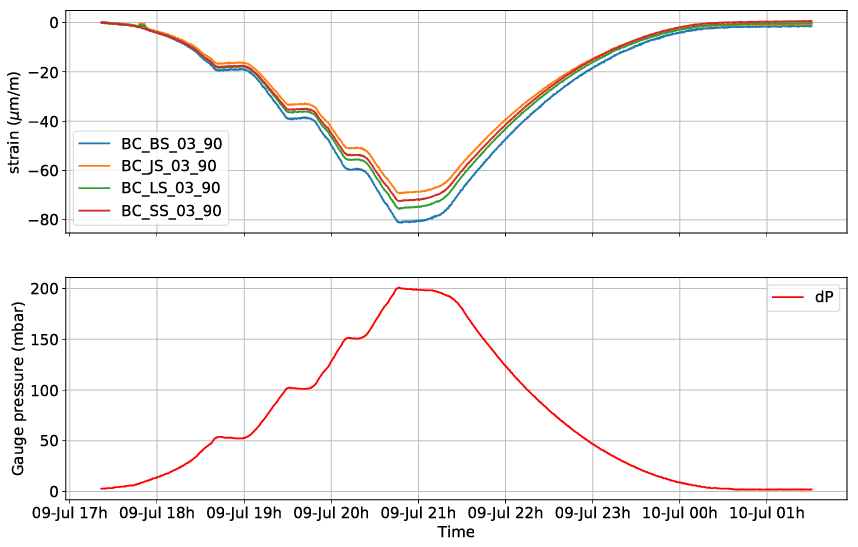 0
−20
−40
−60
−80
strain (μm/m)
BC_BS_03_90
BC_JS_03_90
BC_LS_03_90
BC_SS_03_90
200
150
100
50
0
Gauge pressure (mbar)
dP
09-Jul 17h 09-Jul 18h 09-Jul 19h 09-Jul 20h 09-Jul 21h 09-Jul 22h 09-Jul 23h 10-Jul 00h 10-Jul 01h
Time